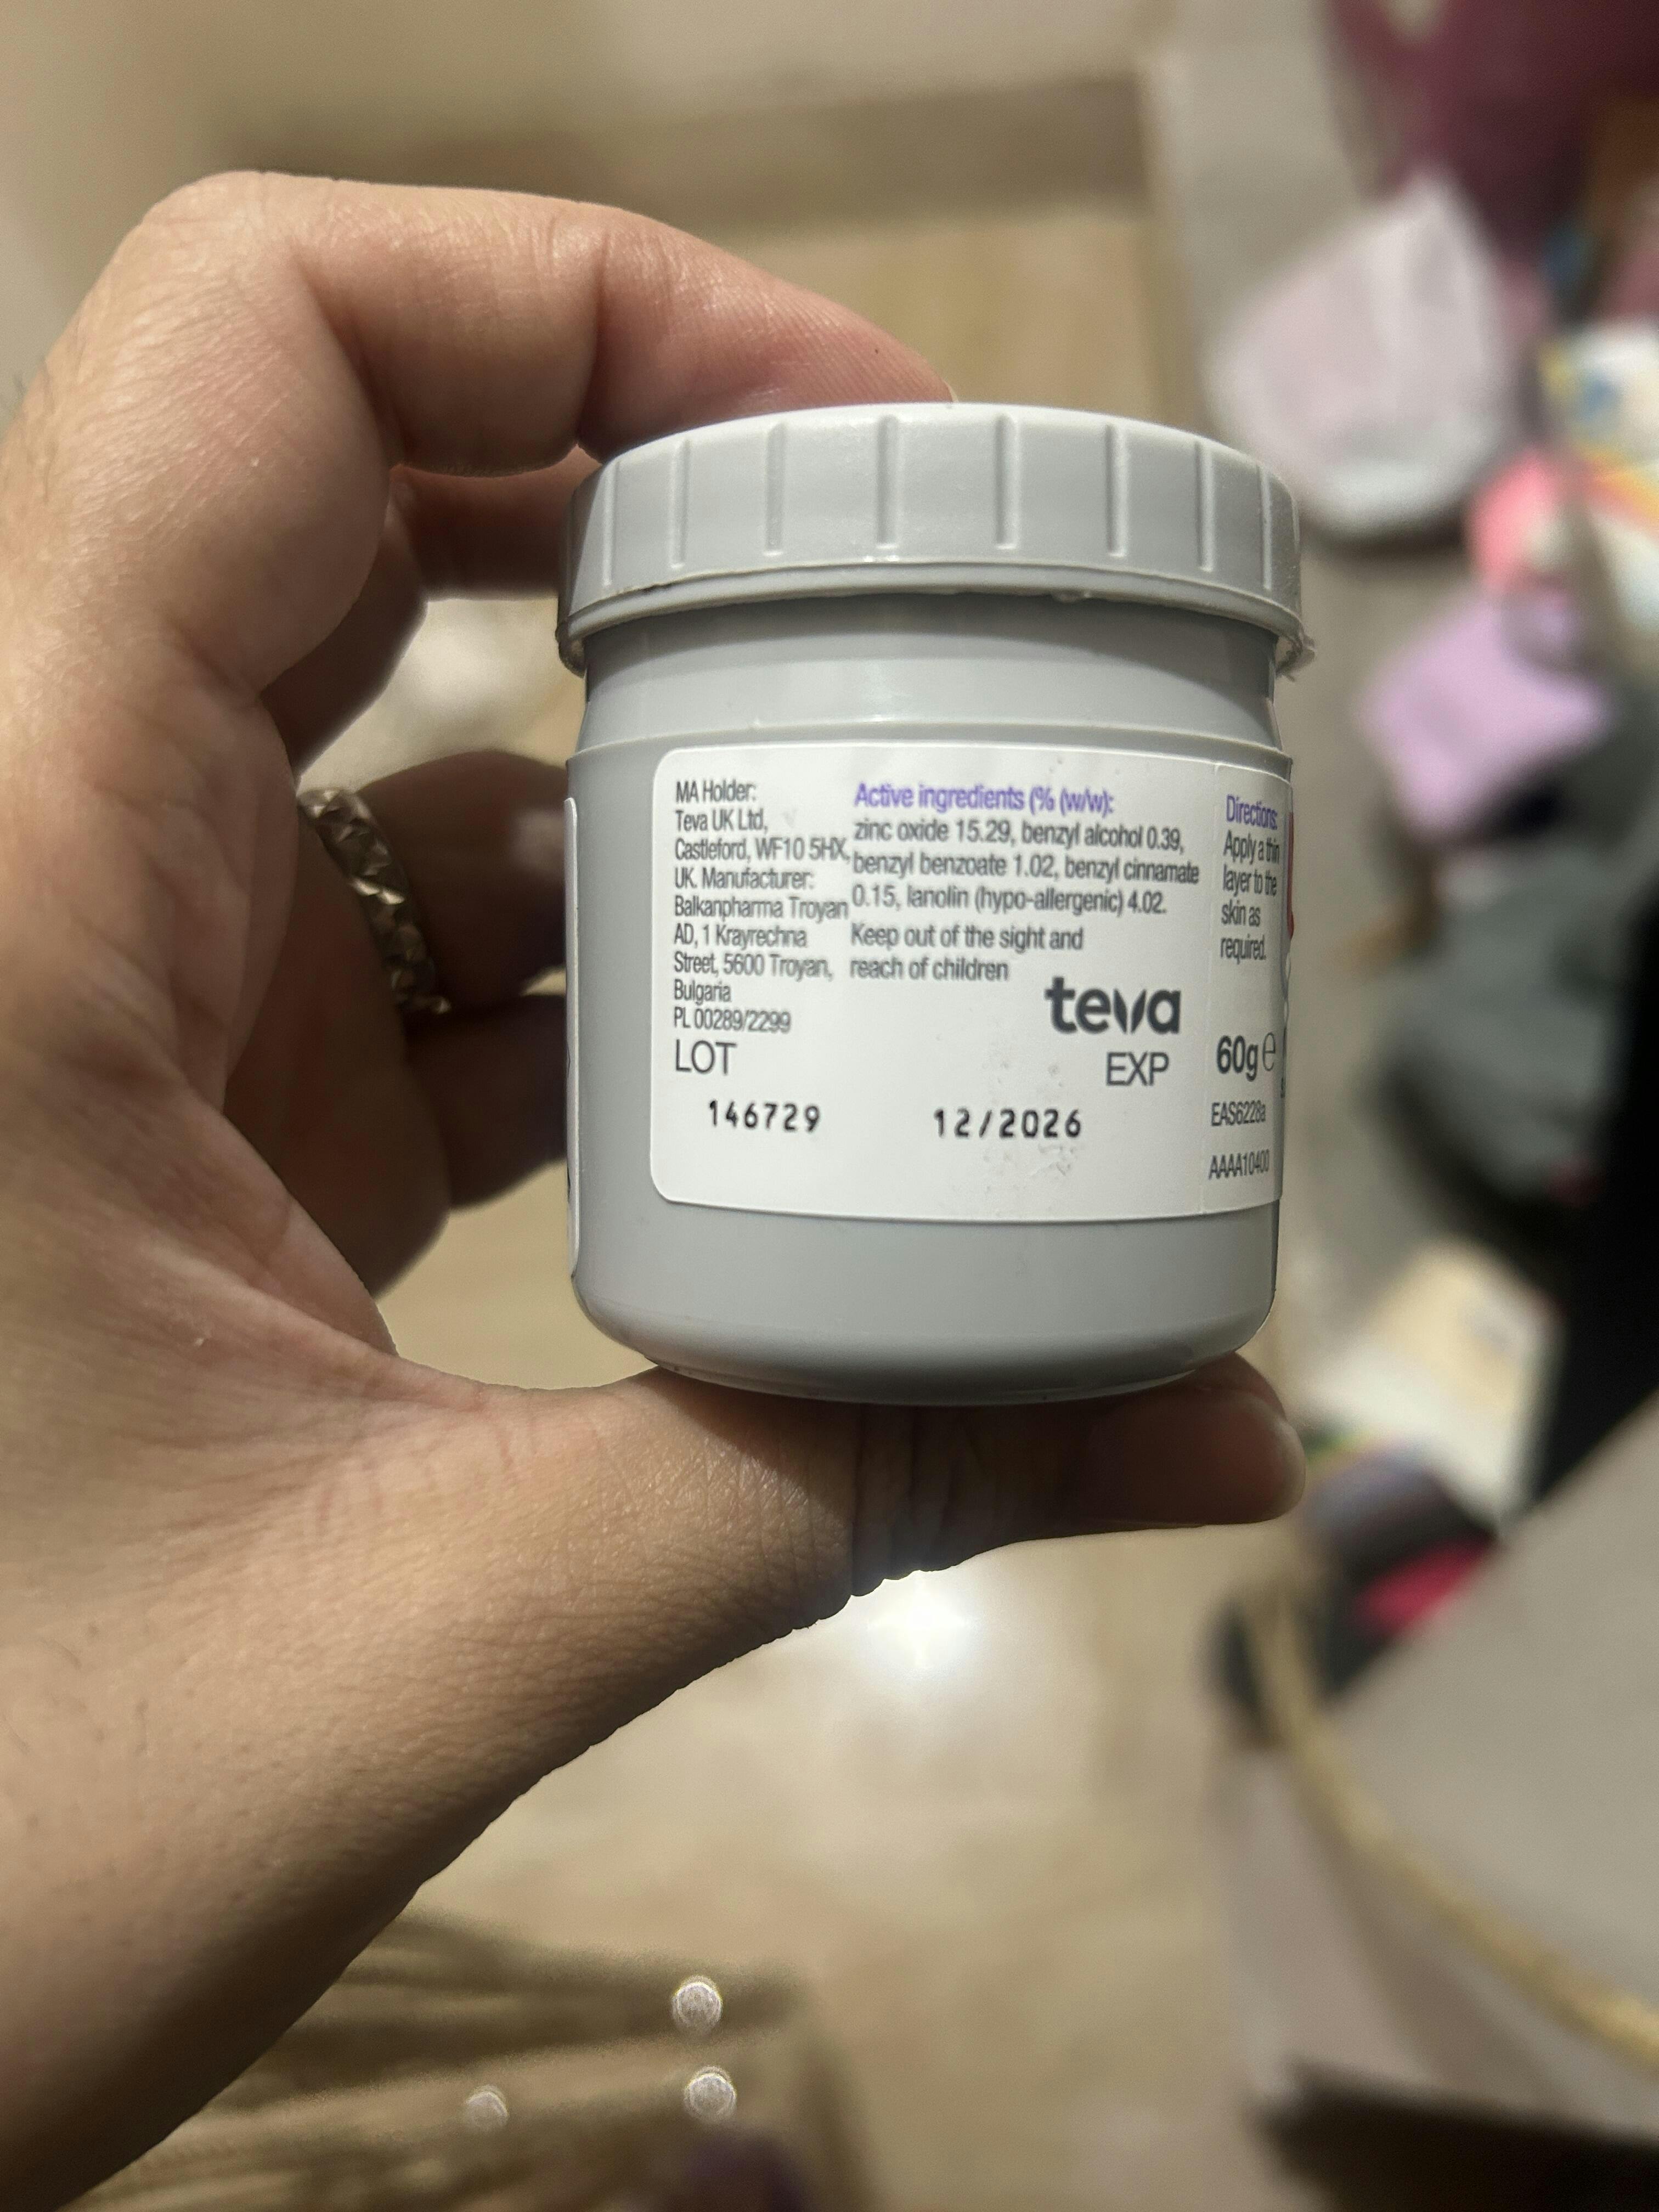 MA Holder:
Teva UK Ltd,
Castleford, WF10 5HX,
UK. Manufacturer:
Balkanpharma Troyan
AD, 1 Krayrechna
Street, 5600 Troyan,
Bulgaria
PL 00289/2299
LOT
146729
Active ingredients (% (w/w):
zinc oxide 15.29, benzyl alcohol 0.39,
benzyl benzoate 1.02, benzyl cinnamate
0.15, lanolin (hypo-allergenic) 4.02.
Keep out of the sight and
reach of children
teva
EXP
12/2026
Directions:
Apply a thin
layer to the
skin as
required.
60g e
EAS6228a
AAAA10400